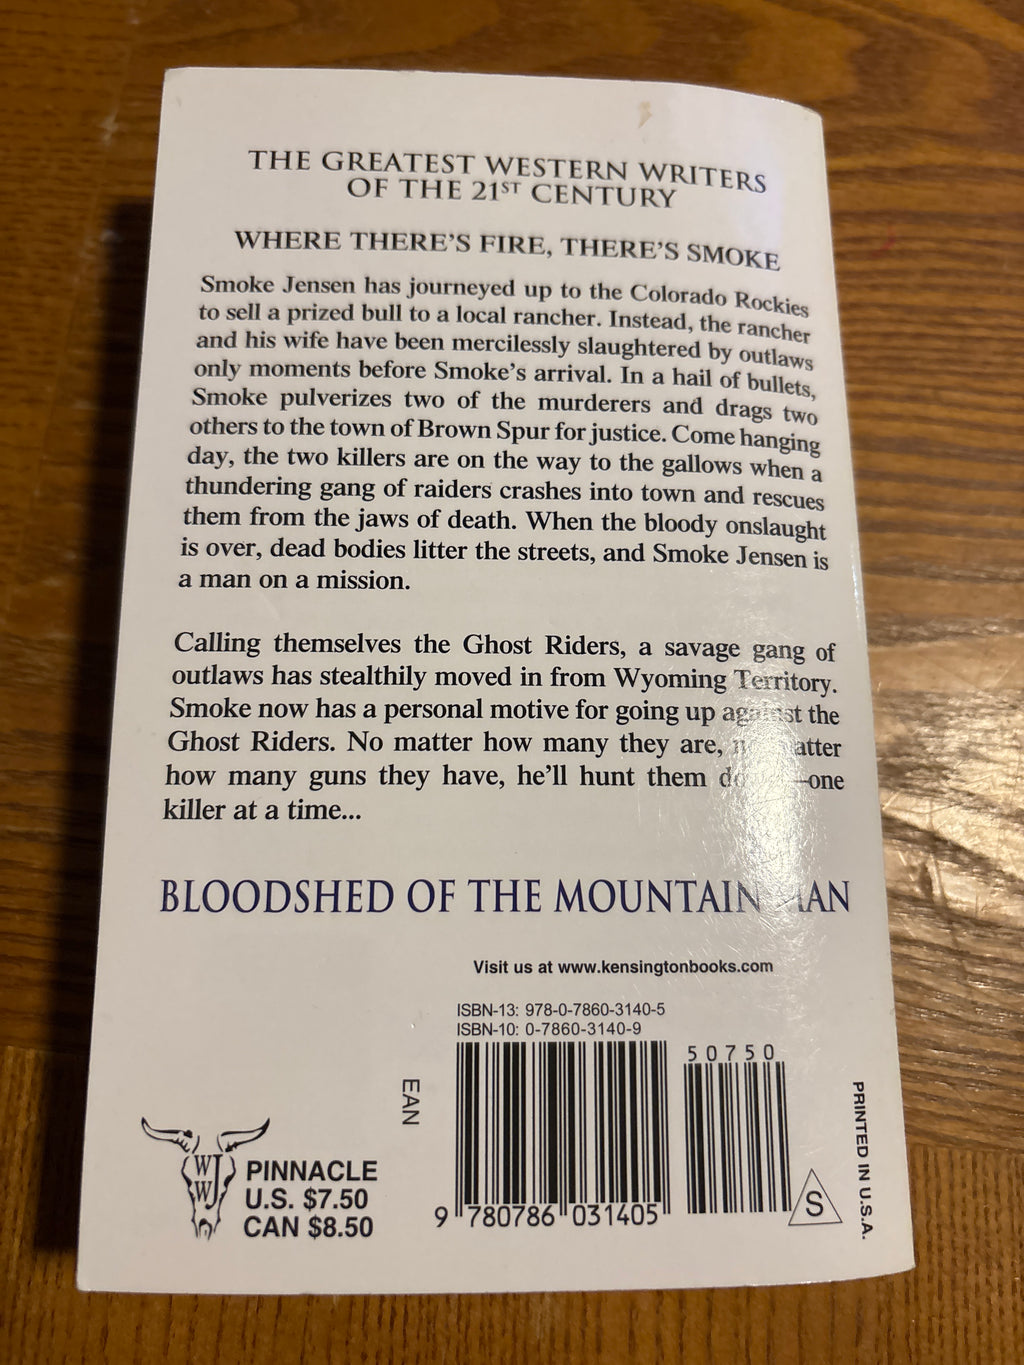 THE GREATEST WESTERN WRITERS
OF THE 21ST CENTURY
WHERE THERE'S FIRE, THERE'S SMOKE
Smoke Jensen has journeyed up to the Colorado Rockies
to sell a prized bull to a local rancher. Instead, the rancher
and his wife have been mercilessly slaughtered by outlaws
only moments before Smoke's arrival. In a hail of bullets,
Smoke pulverizes two of the murderers and drags two
others to the town of Brown Spur for justice. Come hanging
day, the two killers are on the way to the gallows when a
thundering gang of raiders crashes into town and rescues
them from the jaws of death. When the bloody onslaught
is over, dead bodies litter the streets, and Smoke Jensen is
a man on a mission.
Calling themselves the Ghost Riders, a savage gang of
outlaws has stealthily moved in from Wyoming Territory.
Smoke now has a personal motive for going up against the
Ghost Riders. No matter how many they are, matter
how many guns they have, he'll hunt them —one
killer at a time...
BLOODSHED OF THE MOUNTAIN MAN
Visit us at www.kensingtonbooks.com
ISBN-13: 978-0-7860-3140-5
ISBN-10: 0-7860-3140-9
50750
EAN
9 780786 031405
S
PRINTED IN U.S.A.
WJ
WJ
PINNACLE
U.S. $7.50
CAN $8.50